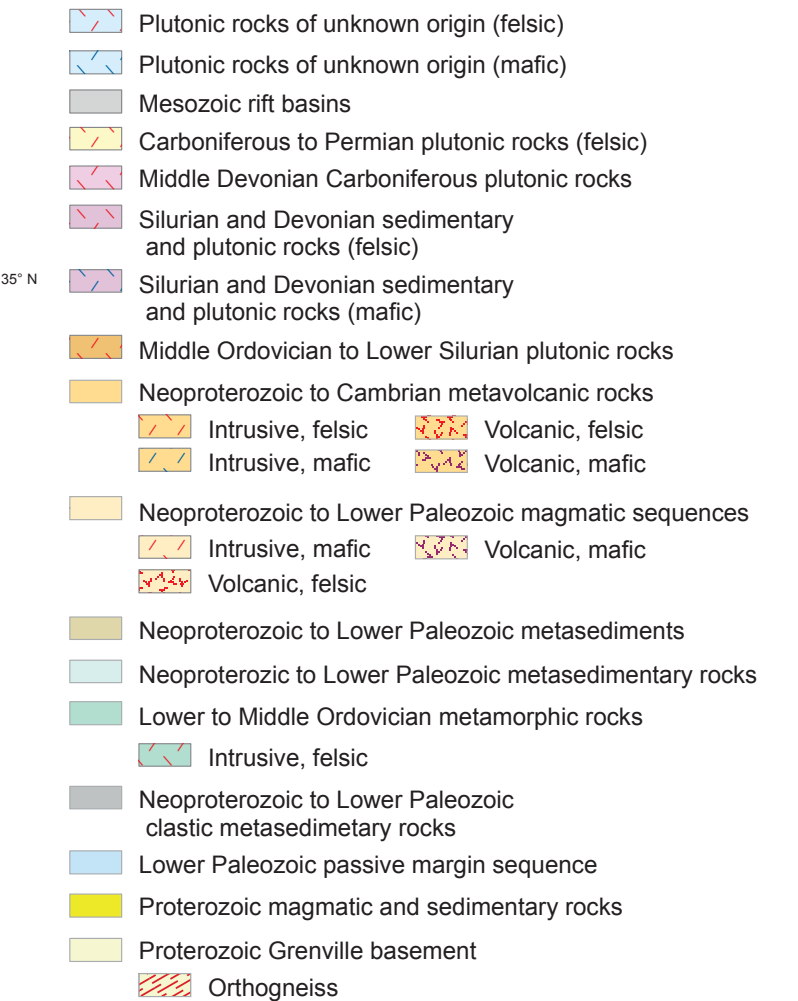 Plutonic rocks of unknown origin (felsic)
Plutonic rocks of unknown origin (mafic)
Mesozoic rift basins
Carboniferous to Permian plutonic rocks (felsic)
Middle Devonian Carboniferous plutonic rocks
Silurian and Devonian sedimentary
and plutonic rocks (felsic)
35° N
Silurian and Devonian sedimentary
and plutonic rocks (mafic)
Middle Ordovician to Lower Silurian plutonic rocks
Neoproterozoic to Cambrian metavolcanic rocks
Intrusive, felsic Volcanic, felsic
Intrusive, mafic Volcanic, mafic
Neoproterozoic to Lower Paleozoic magmatic sequences
Intrusive, mafic Volcanic, mafic
Volcanic, felsic
Neoproterozoic to Lower Paleozoic metasediments
Neoproterozic to Lower Paleozoic metasedimentary rocks
Lower to Middle Ordovician metamorphic rocks
Intrusive, felsic
Neoproterozoic to Lower Paleozoic
clastic metasedimetary rocks
Lower Paleozoic passive margin sequence
Proterozoic magmatic and sedimentary rocks
Proterozoic Grenville basement
Orthogneiss